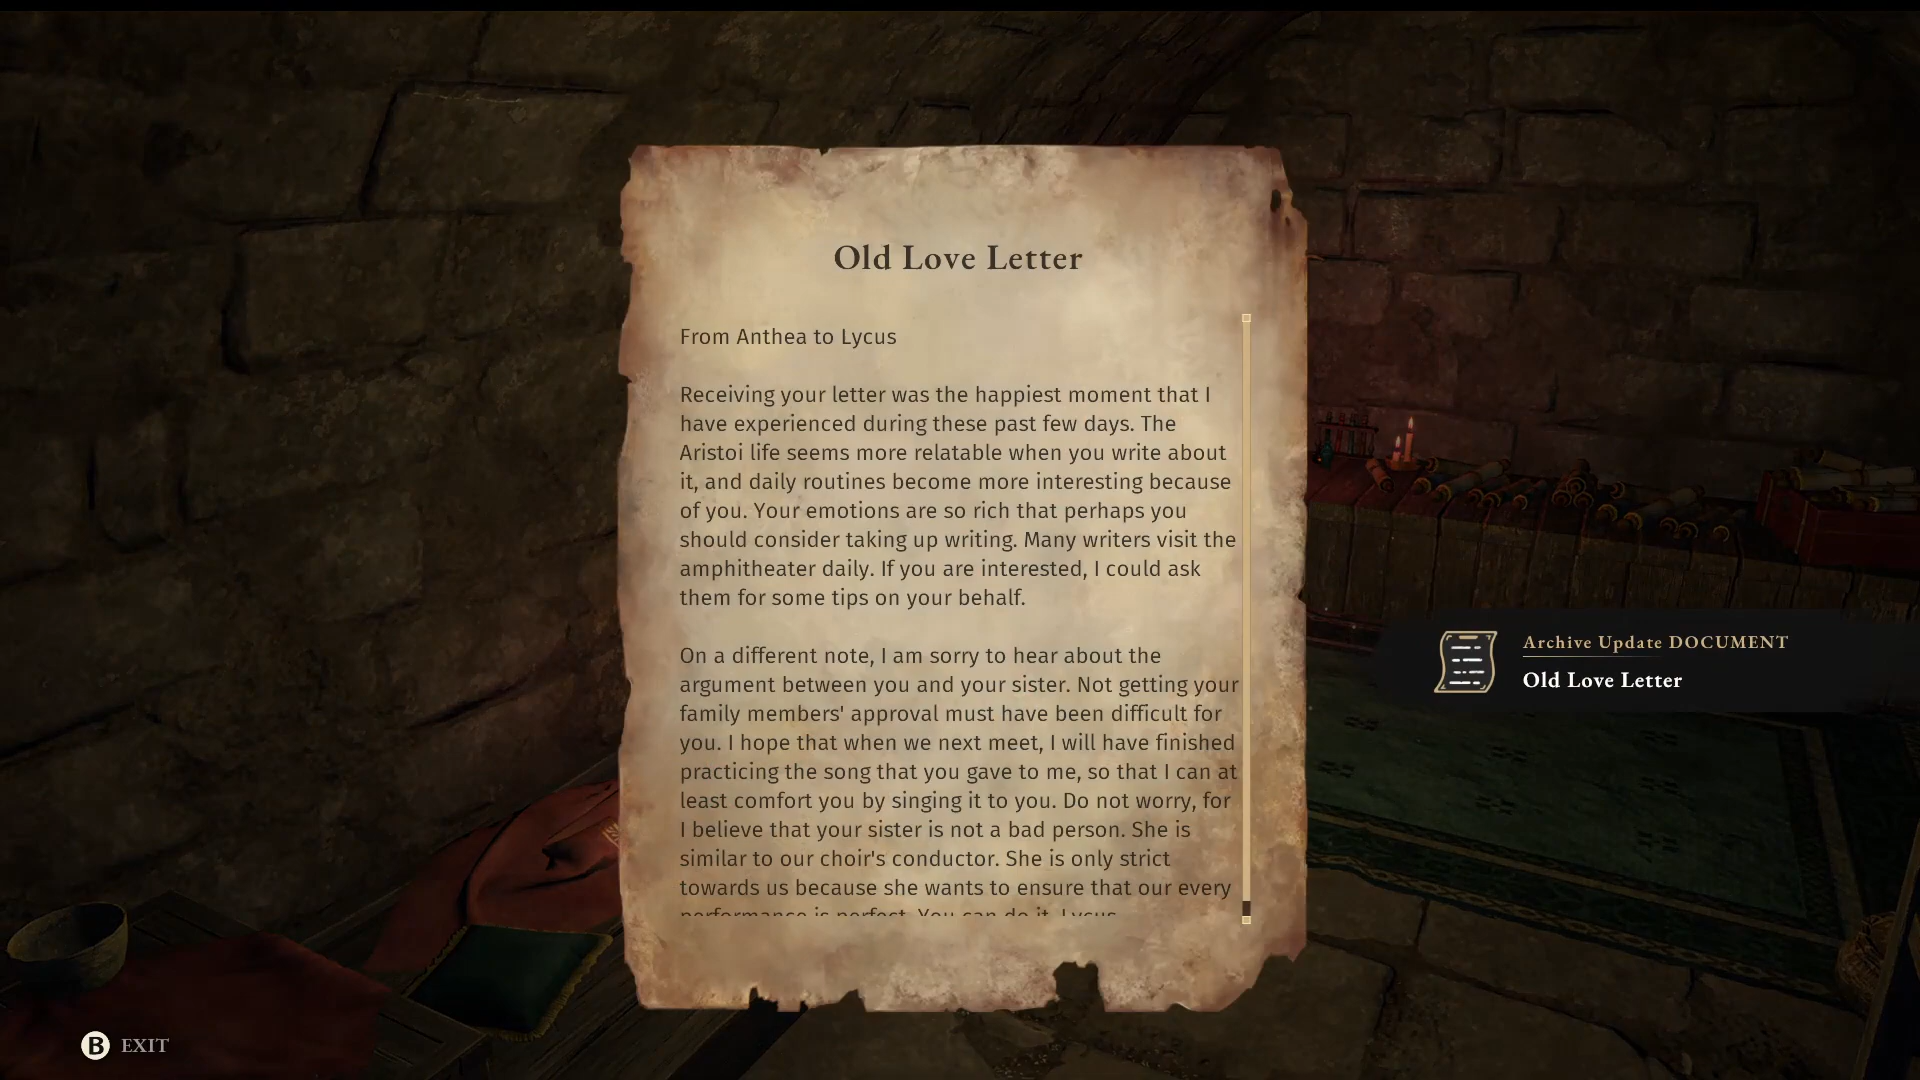 Old Love Letter
From Anthea to Lycus
Receiving your letter was the happiest moment that I
have experienced during these past few days. The
Aristoi life seems more relatable when you write about
it, and daily routines become more interesting because
of you. Your emotions are so rich that perhaps you
should consider taking up writing. Many writers visit the
amphitheater daily. If you are interested, I could ask
them for some tips on your behalf.
On a different note, I am sorry to hear about the
argument between you and your sister. Not getting your
family members' approval must have been difficult for
you. I hope that when we next meet, I will have finished
practicing the song that you gave to me, so that I can at
least comfort you by singing it to you. Do not worry, for
I believe that your sister is not a bad person. She is
similar to our choir's conductor. She is only strict
towards us because she wants to ensure that our every
performance is perfect. You can do it, Lycus
Archive Update DOCUMENT
Old Love Letter
B EXIT